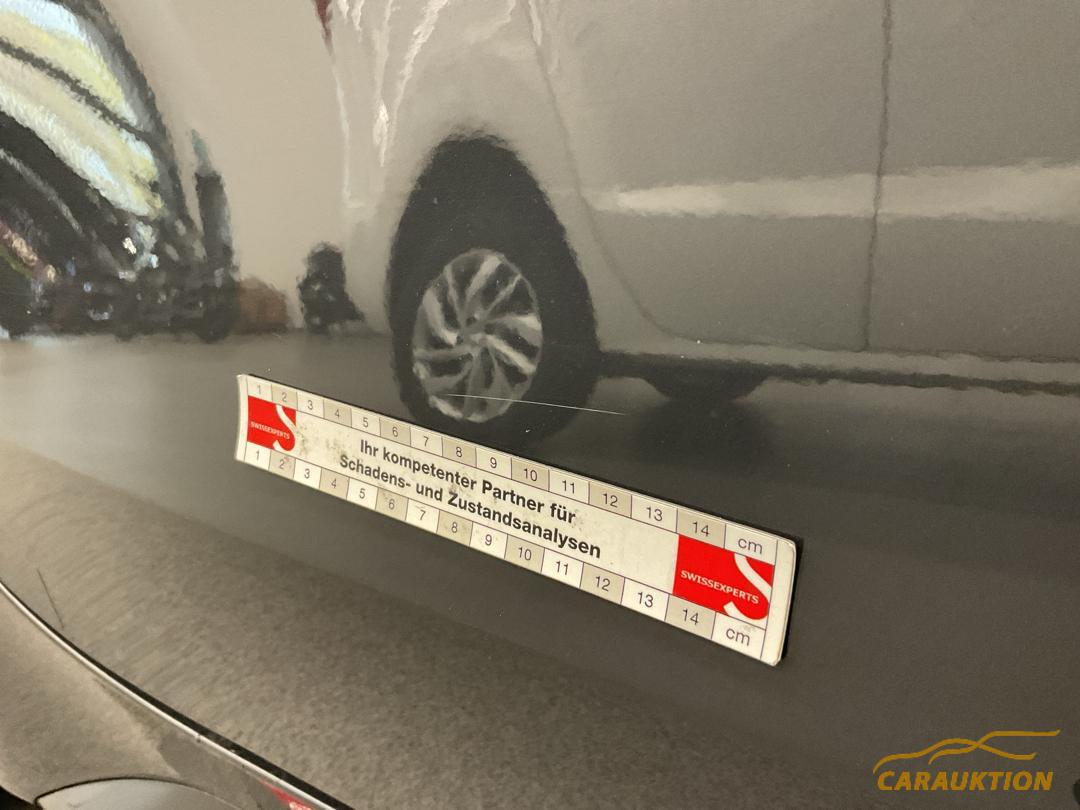 1 2 3 4 5 6 7 8 9 10 11 12 13 14 cm
SWISSEXPERTS
Ihr kompetenter Partner für
Schadens- und Zustandsanalysen
SWISSEXPERTS
1 2 3 4 5 6 7 8 9 10 11 12 13 14 cm
CARAUKTION